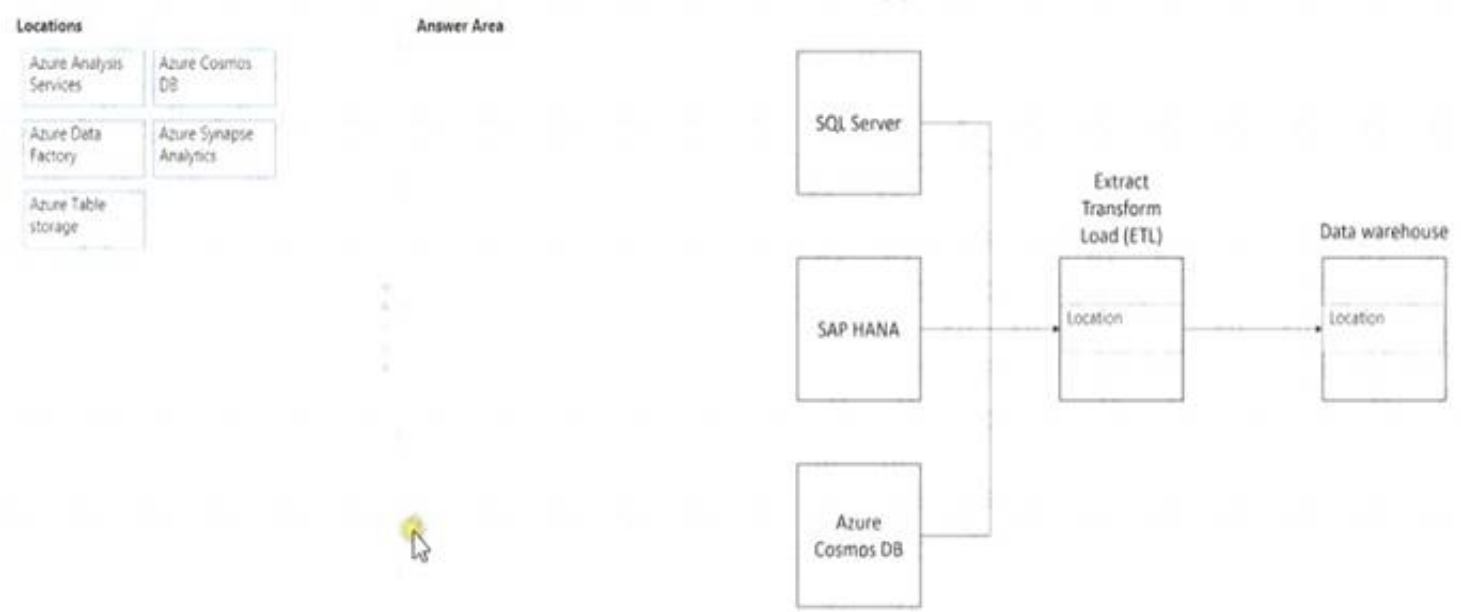 Locations
Answer Area
Azure Analysis
Services
Azure Cosmos
DB
Azure Data
Factory
Azure Synapse
Analytics
Azure Table
storage
SQL Server
SAP HANA
Azure
Cosmos DB
Extract
Transform
Load (ETL)
Location
Data warehouse
Location